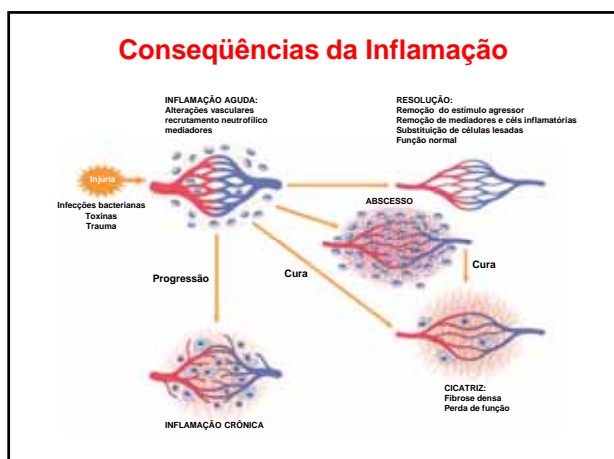 Conseqüências da Inflamação
INFLAMAÇÃO AGUDA:
Alterações vasculares
recrutamento neutrofílico
mediadores
RESOLUÇÃO:
Remoção do estímulo agressor
Remoção de mediadores e céls inflamatórias
Substituição de células lesadas
Função normal
Injúria
Infecções bacterianas
Toxinas
Trauma
ABSCESSO
Progressão
Cura
Cura
CICATRIZ:
Fibrose densa
Perda de função
INFLAMAÇÃO CRÔNICA